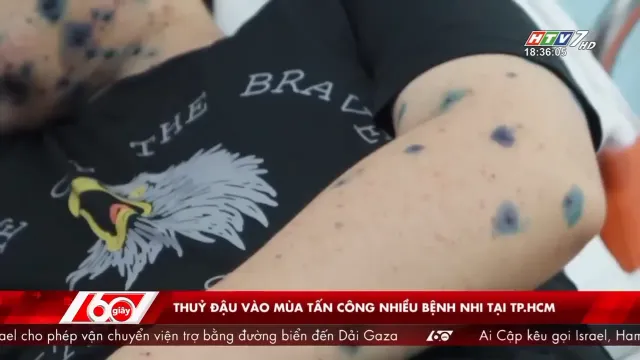 HTV7 HD
18:36:05
OF THE BRAVE
60 giây
THUỶ ĐẬU VÀO MÙA TẤN CÔNG NHIỀU BỆNH NHI TẠI TP.HCM
ael cho phép vận chuyển viện trợ bằng đường biển đến Dải Gaza 60 Ai Cập kêu gọi Israel, Ham